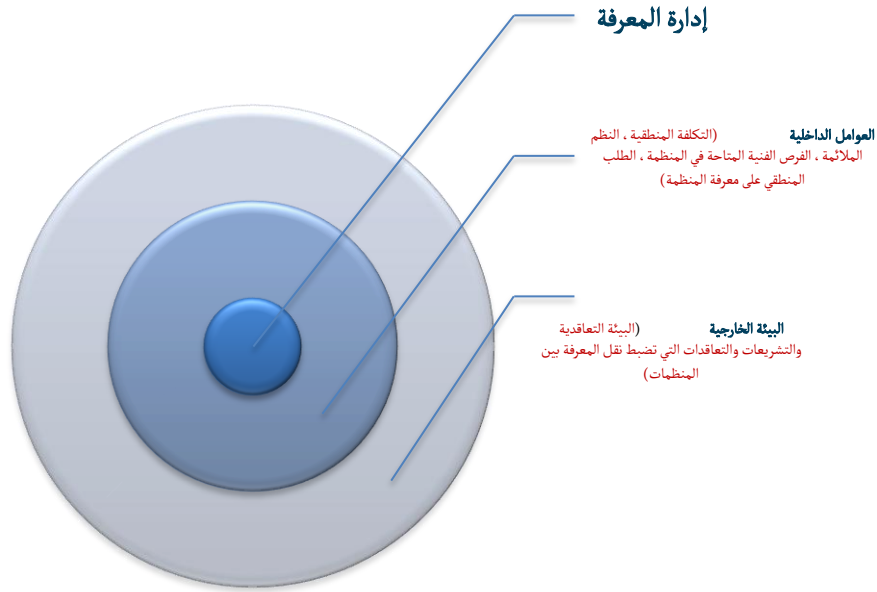 إدارة المعرفة
العوامل الداخلية (التكلفة المنطقية ، النظم
الملائمة ، الفرص الفنية المتاحة في المنظمة ، الطلب
المنطقي على معرفة المنظمة)
البيئة الخارجية (البيئة التعاقدية
والتشريعات والتعاقدات التي تضبط نقل المعرفة بين
المنظمات)